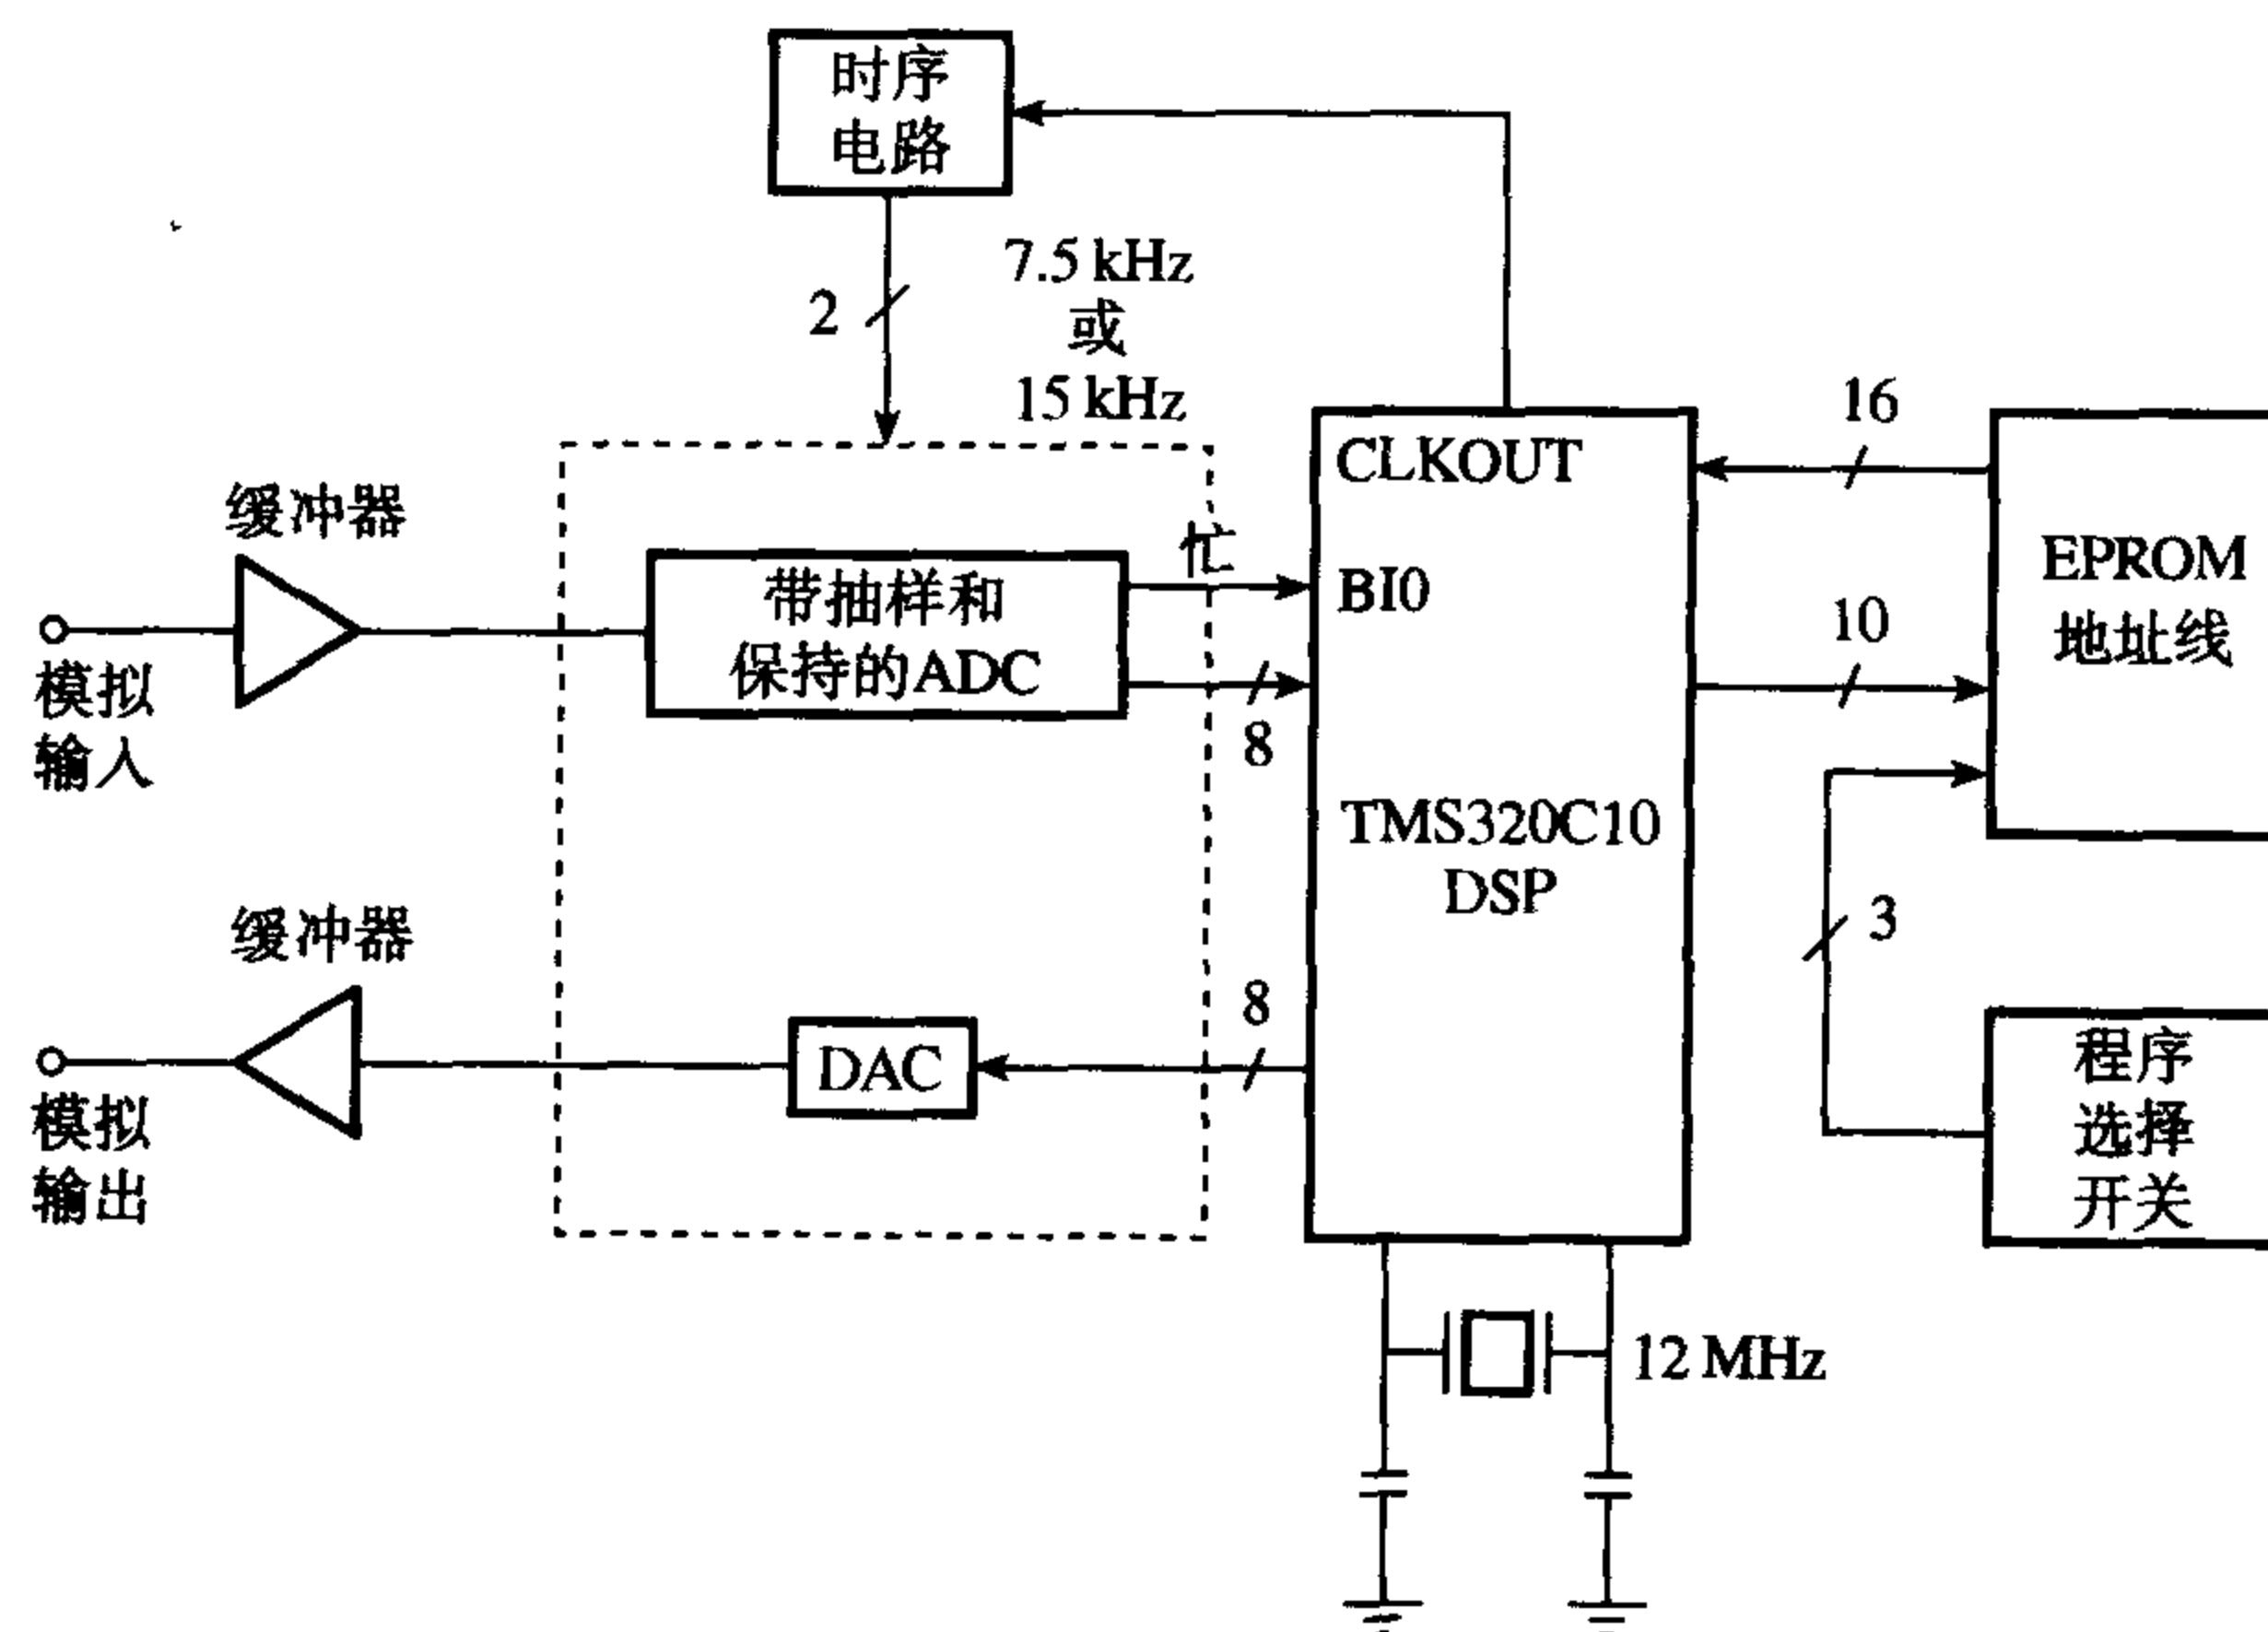 时序
电路
2
7.5 kHz
或
15 kHz
缓冲器
模拟
输入
带抽样和
保持的ADC
忙
8
CLKOUT
BI0
TMS320C10
DSP
16
10
EPROM
地址线
3
程序
选择
开关
缓冲器
模拟
输出
DAC
8
12 MHz